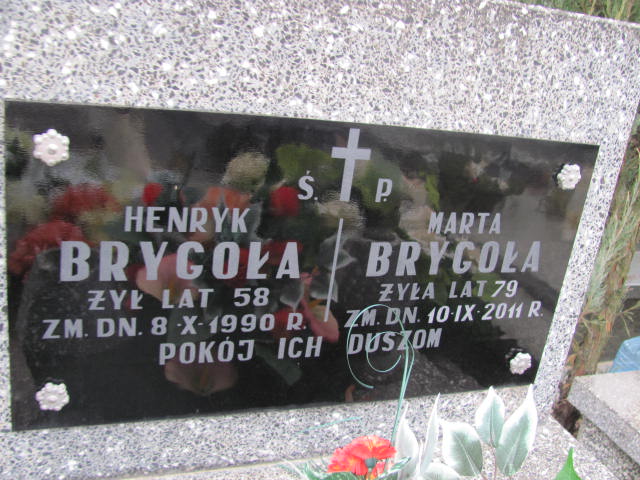 Ś. P.
HENRYK
BRYGOŁA
ŻYŁ LAT 58
ZM. DN. 8-X-1990 R.
MARTA
BRYGOŁA
ŻYŁA LAT 79
ZM. DN. 10-IX-2011 R.
POKÓJ ICH DUSZOM